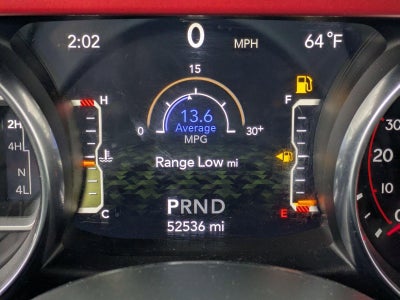 2:02 0 MPH 64°F
15
H F
2H
4H
N
4L
13.6
Average
MPG
0 30+
30
20
10
0
Range Low mi
PRND
C E
52536 mi